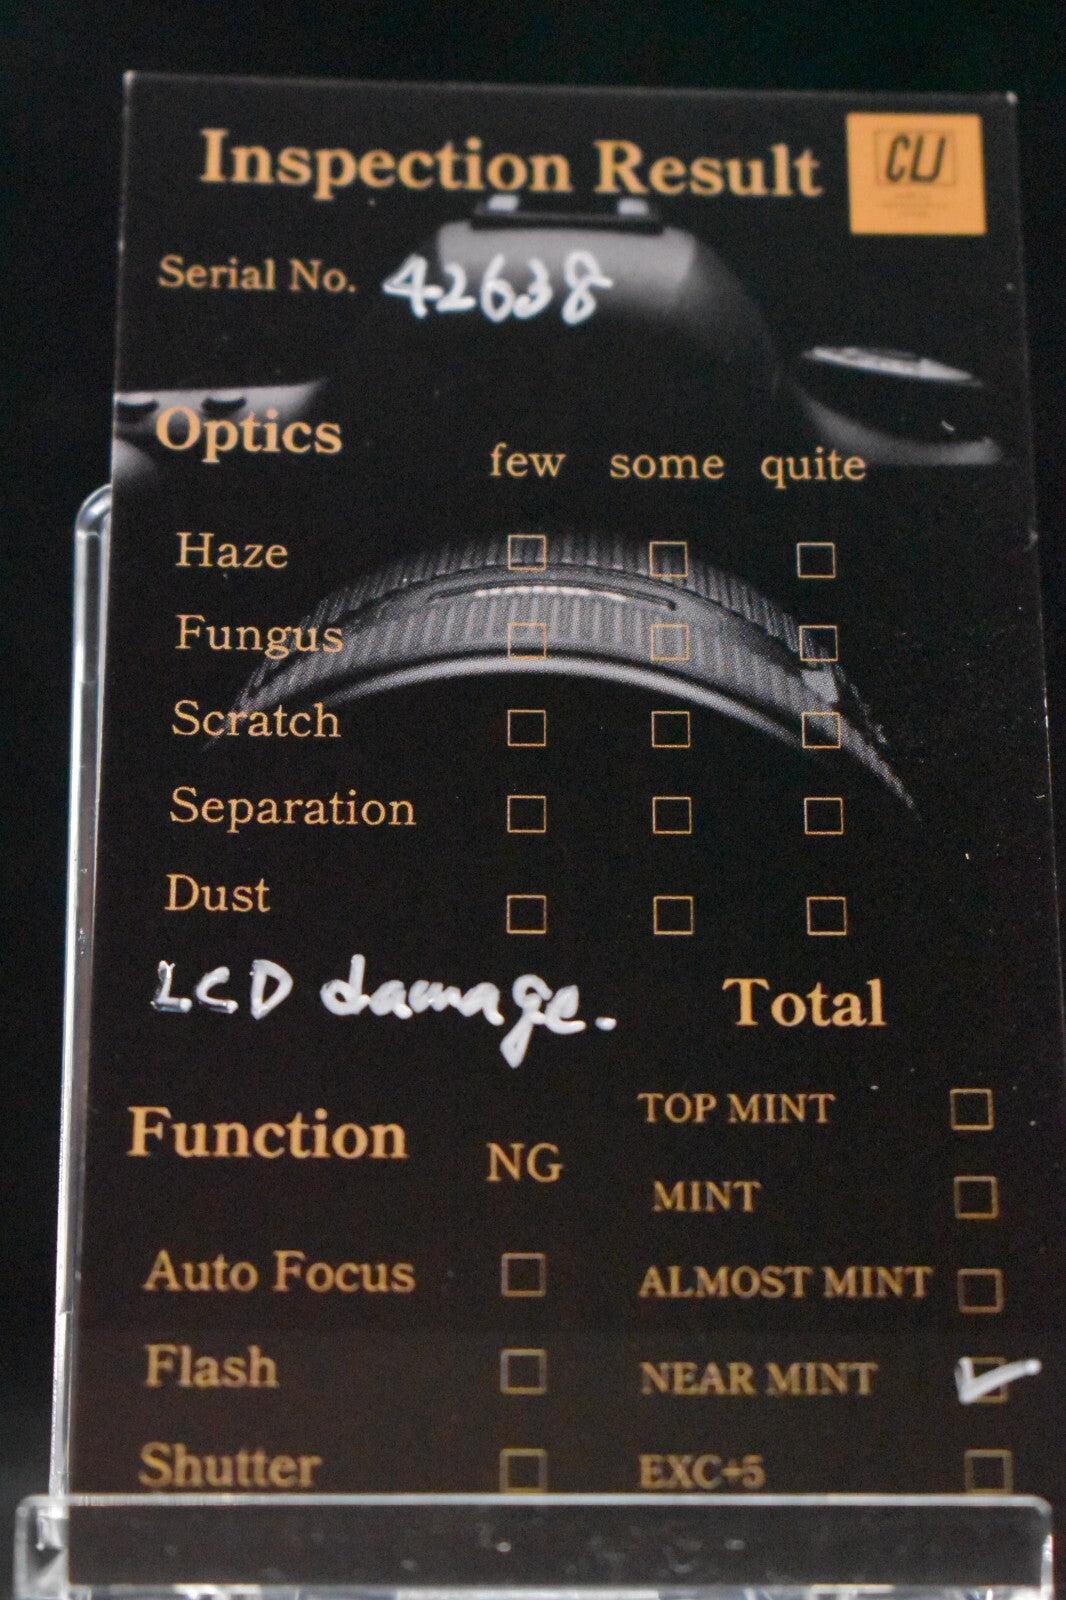 Inspection Result
CLJ
Serial No. 42638
Optics few some quite
Haze
Fungus
Scratch
Separation
Dust
LCD damage.
Total
Function NG
TOP MINT
MINT
Auto Focus
ALMOST MINT
Flash
NEAR MINT
Shutter
EXC+5